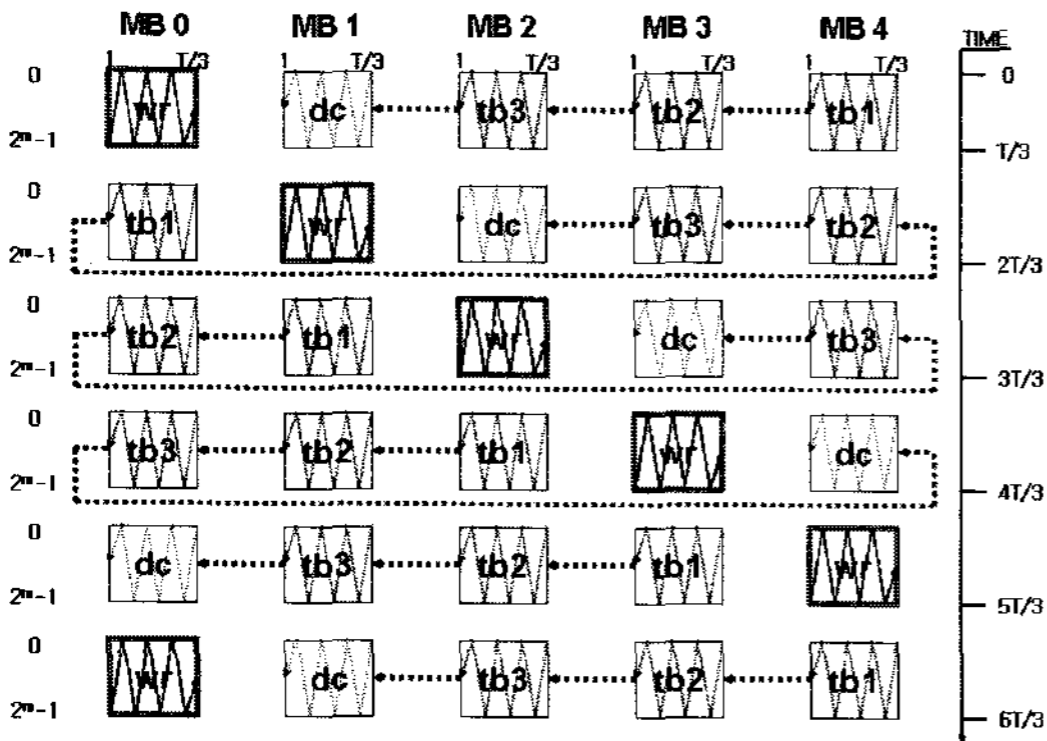 MB 0 MB 1 MB 2 MB 3 MB 4 TIME
1 T/3 1 T/3 1 T/3 1 T/3 1 T/3
0 wr dc tb3 tb2 tb1 0
2ᵐ-1 T/3
0 tb1 wr dc tb3 tb2
2ᵐ-1 2T/3
0 tb2 tb1 wr dc tb3
2ᵐ-1 3T/3
0 tb3 tb2 tb1 wr dc
2ᵐ-1 4T/3
0 dc tb3 tb2 tb1 wr
2ᵐ-1 5T/3
0 wr dc tb3 tb2 tb1
2ᵐ-1 6T/3